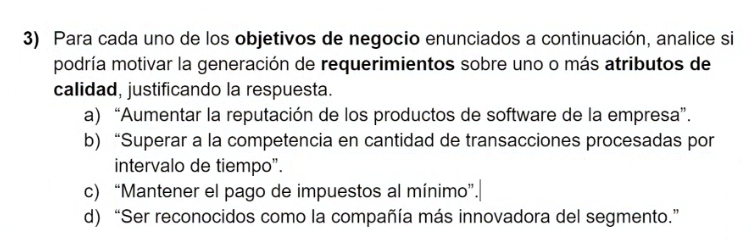 3) Para cada uno de los objetivos de negocio enunciados a continuación, analice si
podría motivar la generación de requerimientos sobre uno o más atributos de
calidad, justificando la respuesta.
a) “Aumentar la reputación de los productos de software de la empresa”.
b) “Superar a la competencia en cantidad de transacciones procesadas por
intervalo de tiempo”.
c) “Mantener el pago de impuestos al mínimo”.
d) “Ser reconocidos como la compañía más innovadora del segmento.”